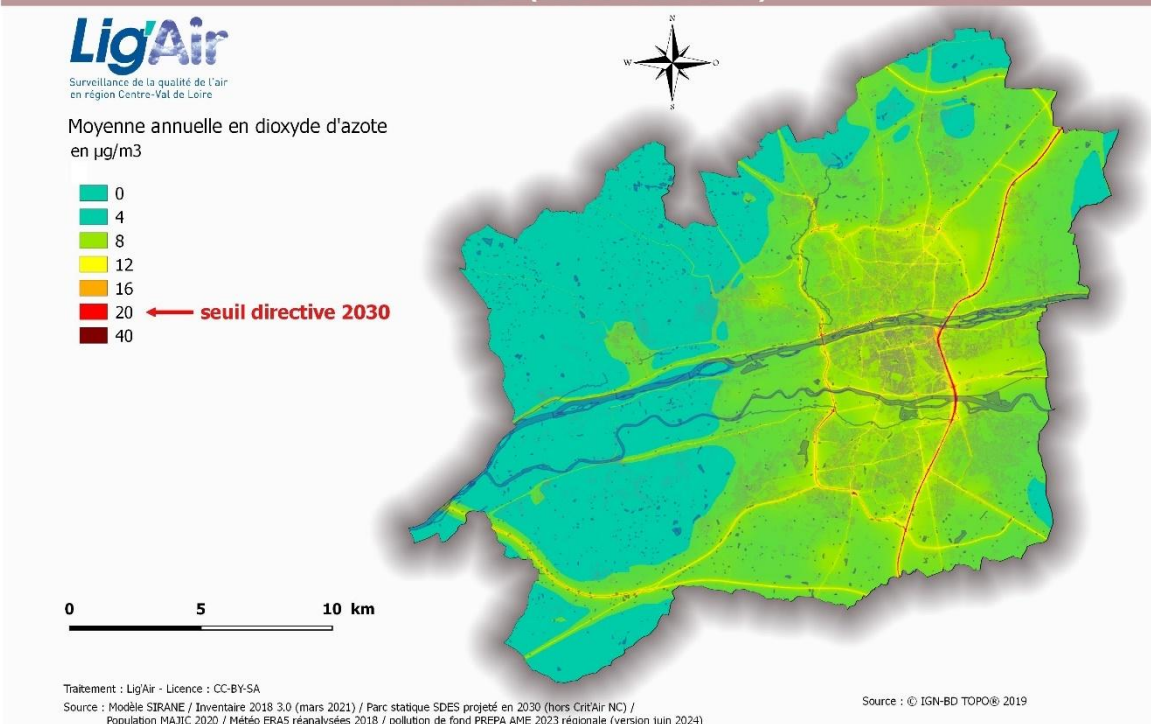 Lig'Air
Surveillance de la qualité de l'air
en région Centre-Val de Loire
N
W
O
S
Moyenne annuelle en dioxyde d'azote
en µg/m3
0
4
8
12
16
20 seuil directive 2030
40
0 5 10 km
Traitement : Lig'Air - Licence : CC-BY-SA
Source : Modèle SIRANE / Inventaire 2018 3.0 (mars 2021) / Parc statique SDES projeté en 2030 (hors Crit'Air NC) /
Population MAJIC 2020 / Météo ERA5 réanalysées 2018 / pollution de fond PREPA AME 2023 régionale (version juin 2024)
Source : © IGN-BD TOPO® 2019